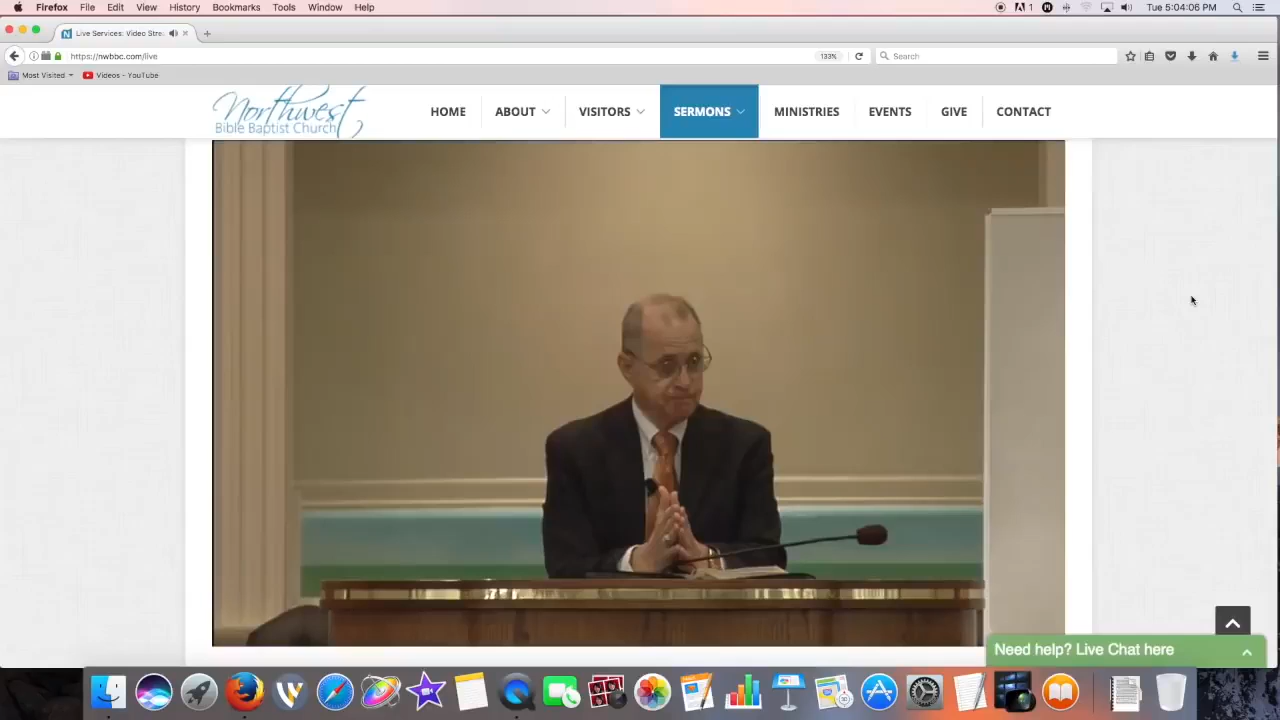 Firefox File Edit View History Bookmarks Tools Window Help
1 Tue 5:04:06 PM
Live Services: Video Stre
https://nwbbc.com/live 133% Search
Most Visited Videos - YouTube
Northwest
Bible Baptist Church
HOME ABOUT VISITORS SERMONS MINISTRIES EVENTS GIVE CONTACT
Need help? Live Chat here